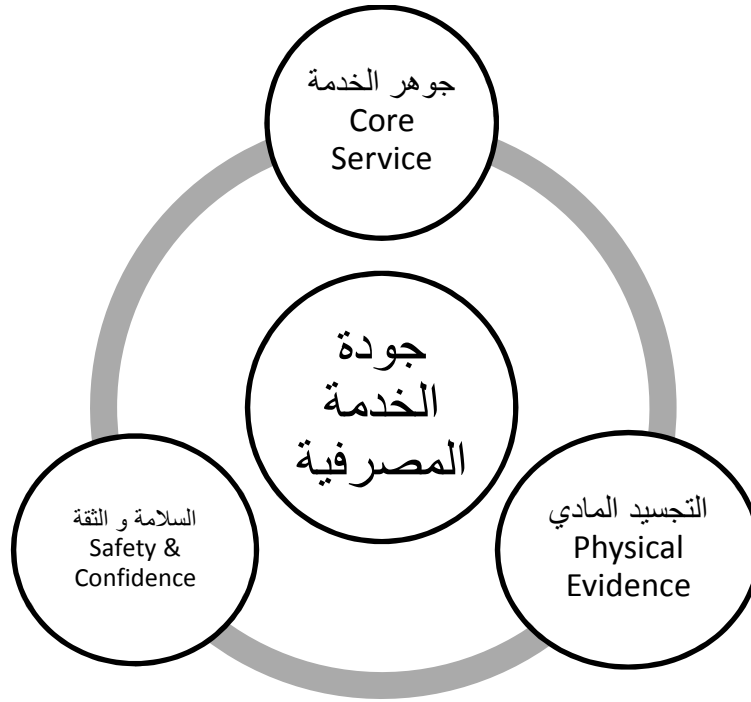 جوهر الخدمة
Core
Service
جودة
الخدمة
المصرفية
السلامة و الثقة
Safety &
Confidence
التجسيد المادي
Physical
Evidence